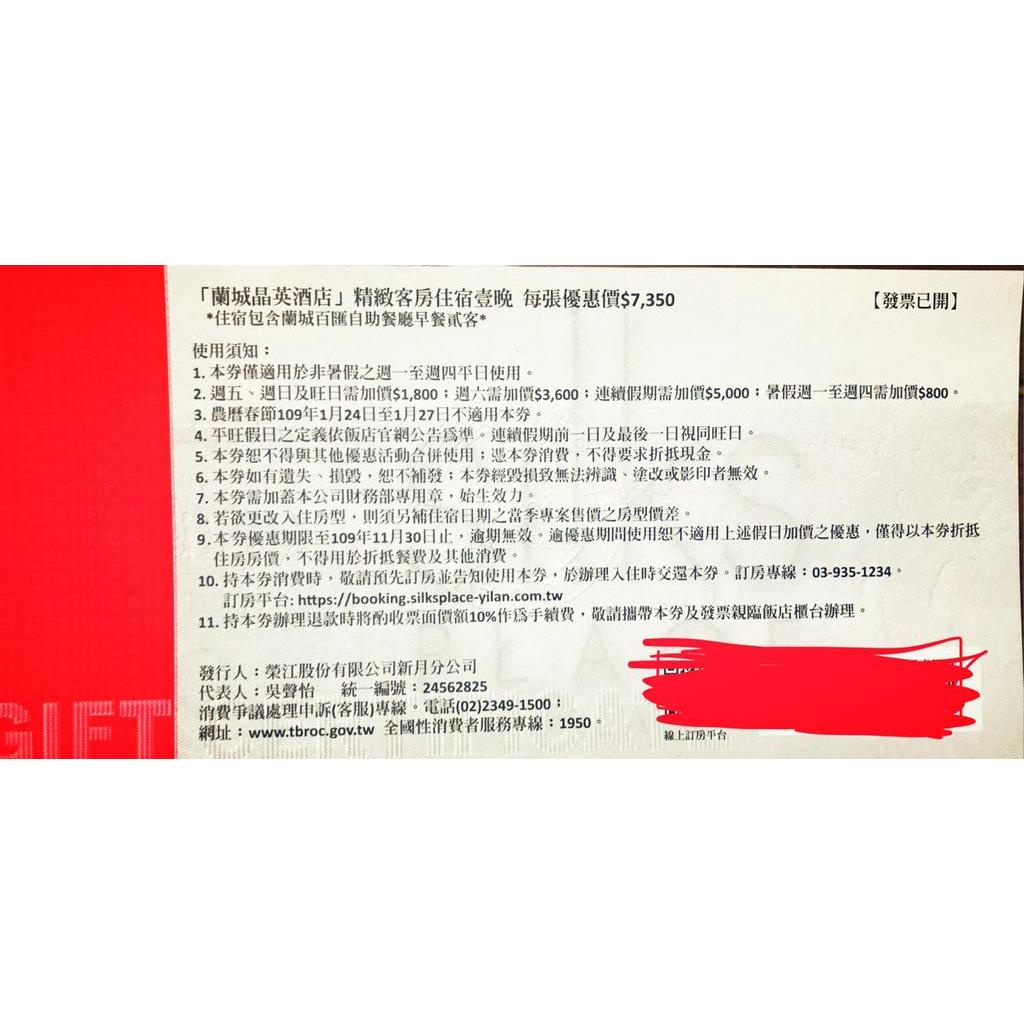 「蘭城晶英酒店」精緻客房住宿壹晚 每張優惠價$7,350 【發票已開】
*住宿包含蘭城百匯自助餐廳早餐貳客*
使用須知：
1. 本券僅適用於非暑假之週一至週四平日使用。
2. 週五、週日及旺日需加價$1,800；週六需加價$3,600；連續假期需加價$5,000；暑假週一至週四需加價$800。
3. 農曆春節109年1月24日至1月27日不適用本券。
4. 平旺假日之定義依飯店官網公告爲準。連續假期前一日及最後一日視同旺日。
5. 本券恕不得與其他優惠活動合併使用；憑本券消費，不得要求折抵現金。
6. 本券如有遺失、損毀，恕不補發；本券經毀損致無法辨識、塗改或影印者無效。
7. 本券需加蓋本公司財務部專用章，始生效力。
8. 若欲更改入住房型，則須另補住宿日期之當季專案售價之房型價差。
9. 本券優惠期限至109年11月30日止，逾期無效。逾優惠期間使用恕不適用上述假日加價之優惠，僅得以本券折抵
住房房價，不得用於折抵餐費及其他消費。
10. 持本券消費時，敬請預先訂房並告知使用本券，於辦理入住時交還本券。訂房專線：03-935-1234。
訂房平台: https://booking.silksplace-yilan.com.tw
11. 持本券辦理退款時將酌收票面價額10%作爲手續費，敬請攜帶本券及發票親臨飯店櫃台辦理。
發行人：榮江股份有限公司新月分公司
代表人：吳聲怡 統一編號：24562825
消費爭議處理申訴(客服)專線。電話(02)2349-1500；
網址：www.tbroc.gov.tw 全國性消費者服務專線：1950。
線上訂房平台
GIFT